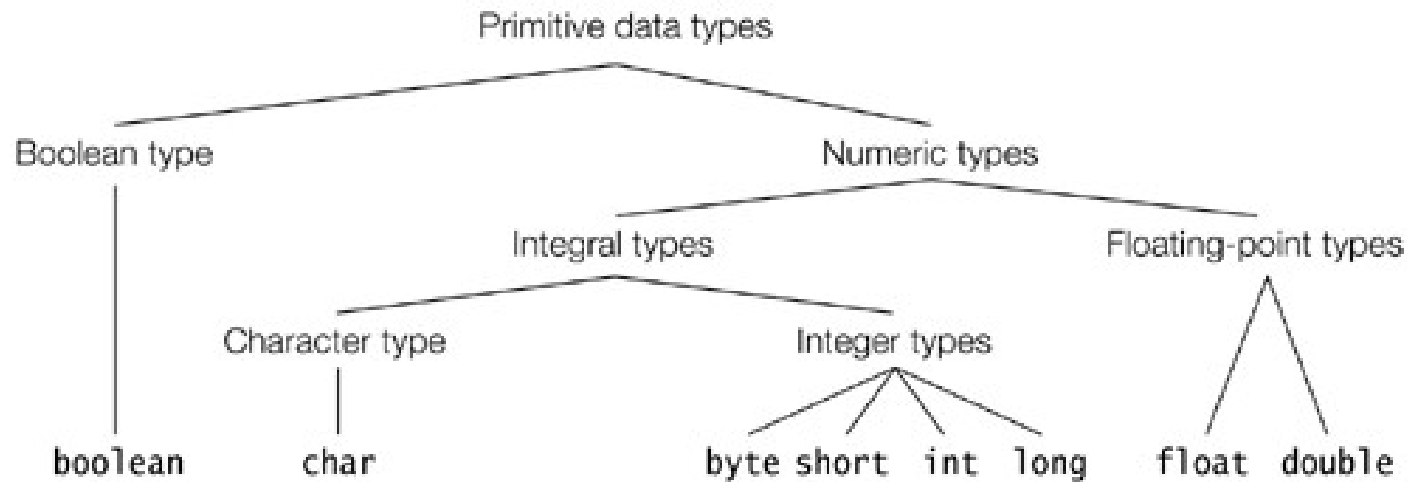 Primitive data types
Boolean type
Numeric types
Integral types
Floating-point types
Character type
Integer types
boolean char byte short int long float double